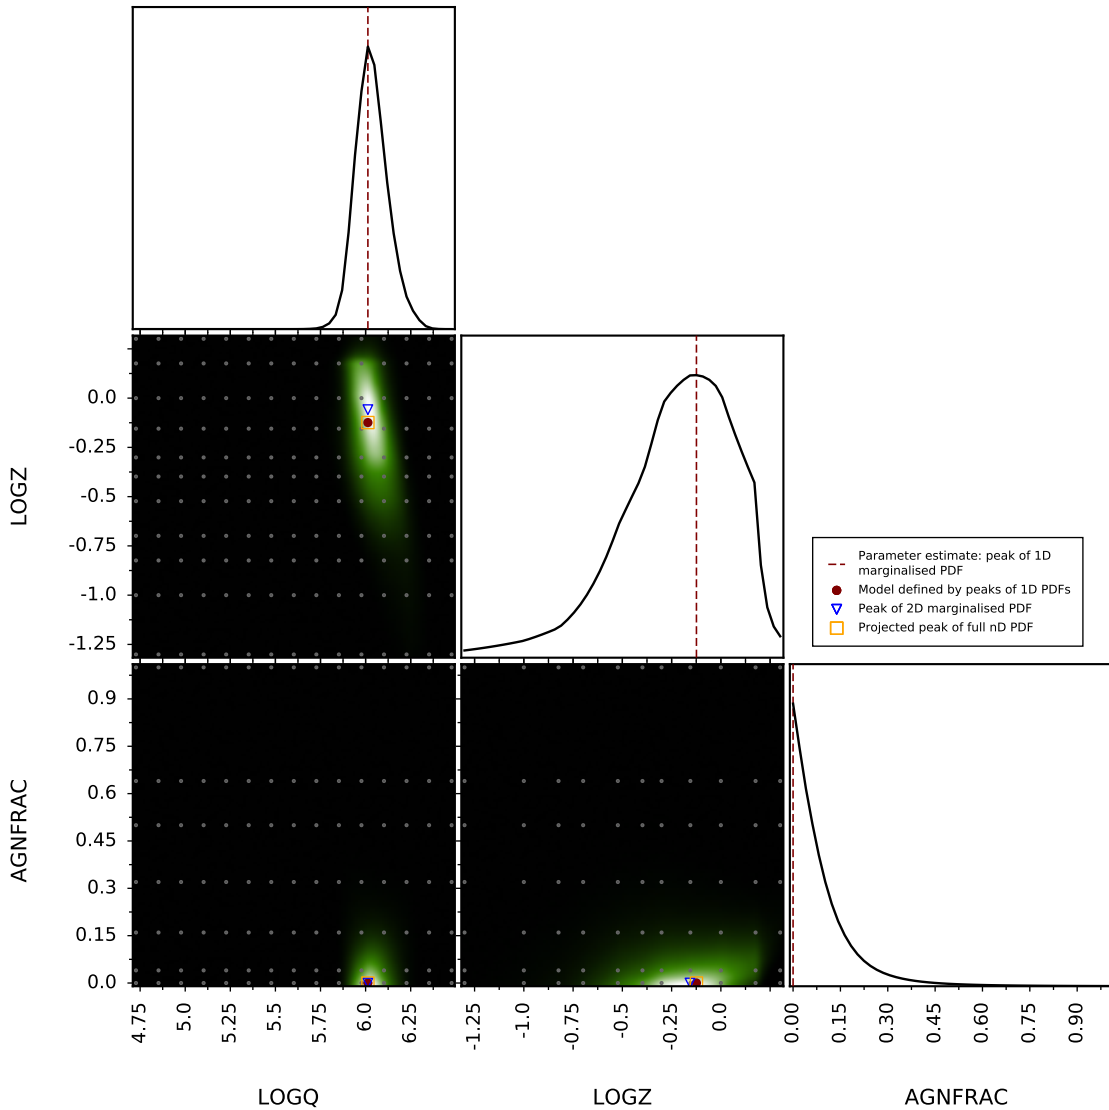 0.0
-0.25
-0.5
-0.75
-1.0
-1.25
LOGZ
Parameter estimate: peak of 1D
marginalised PDF
Model defined by peaks of 1D PDFs
Peak of 2D marginalised PDF
Projected peak of full nD PDF
0.9
0.75
0.6
0.45
0.3
0.15
0.0
AGNFRAC
4.75 5.0 5.25 5.5 5.75 6.0 6.25
-1.25 -1.0 -0.75 -0.5 -0.25 0.0
0.00 0.15 0.30 0.45 0.60 0.75 0.90
LOGQ LOGZ AGNFRAC